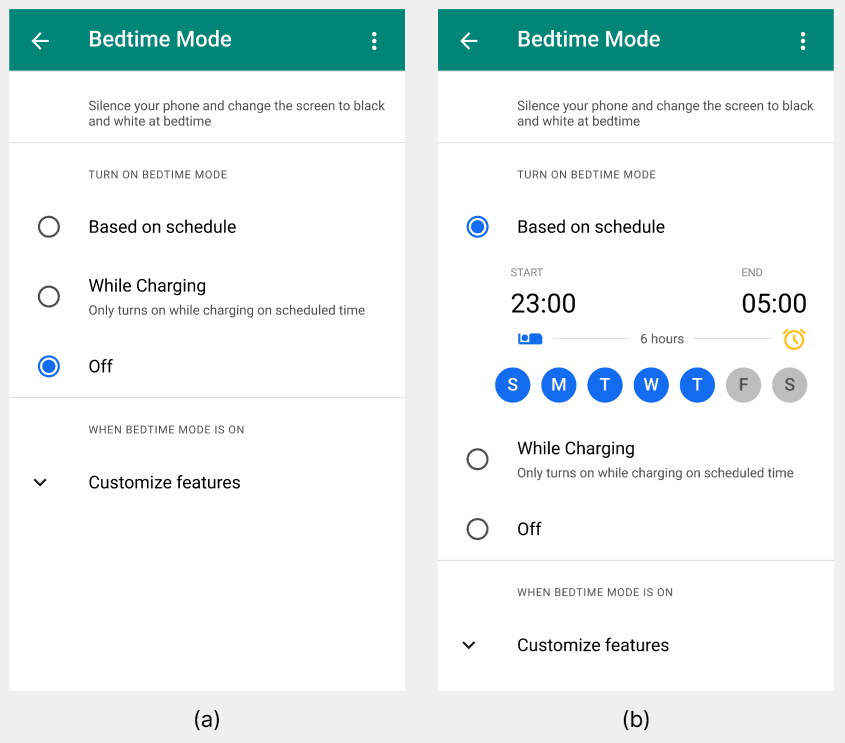 Bedtime Mode
Silence your phone and change the screen to black
and white at bedtime
TURN ON BEDTIME MODE
Based on schedule
While Charging
Only turns on while charging on scheduled time
Off
WHEN BEDTIME MODE IS ON
Customize features
(a)
Bedtime Mode
Silence your phone and change the screen to black
and white at bedtime
TURN ON BEDTIME MODE
Based on schedule
START END
23:00 05:00
6 hours
S M T W T F S
While Charging
Only turns on while charging on scheduled time
Off
WHEN BEDTIME MODE IS ON
Customize features
(b)